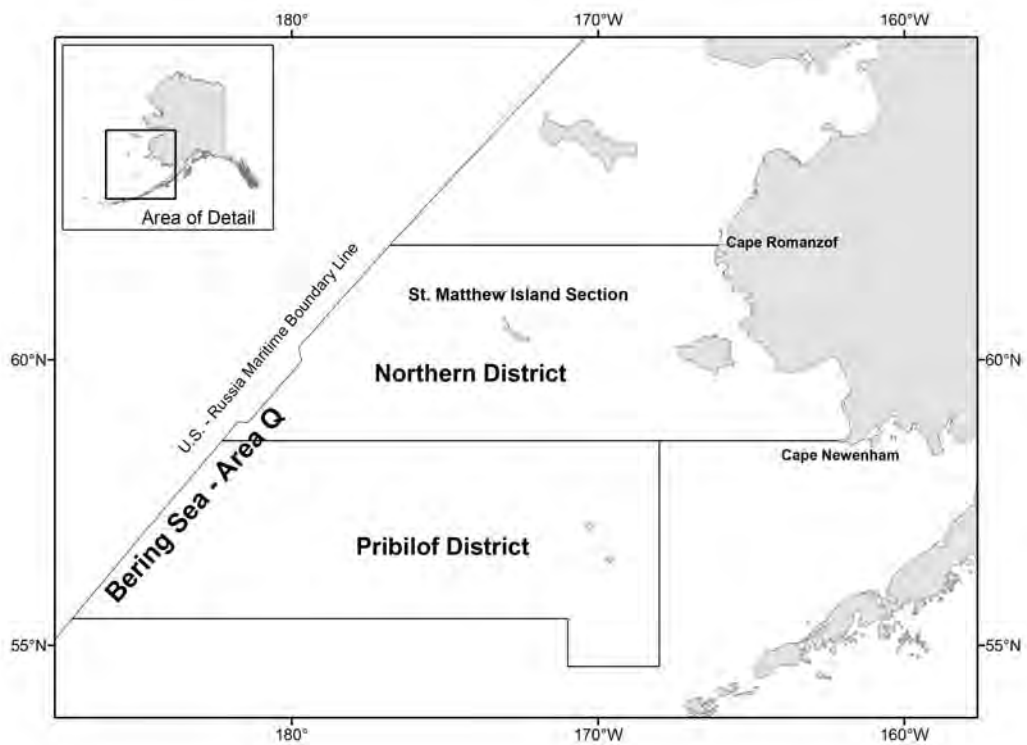 180°
170°W
160°W
Area of Detail
Cape Romanzof
U.S. - Russia Maritime Boundary Line
St. Matthew Island Section
60°N
60°N
Northern District
Bering Sea - Area Q
Cape Newenham
Pribilof District
55°N
55°N
180°
170°W
160°W